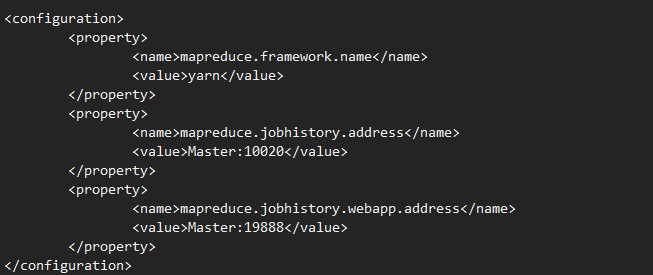 <configuration>
        <property>
                <name>mapreduce.framework.name</name>
                <value>yarn</value>
        </property>
        <property>
                <name>mapreduce.jobhistory.address</name>
                <value>Master:10020</value>
        </property>
        <property>
                <name>mapreduce.jobhistory.webapp.address</name>
                <value>Master:19888</value>
        </property>
</configuration>